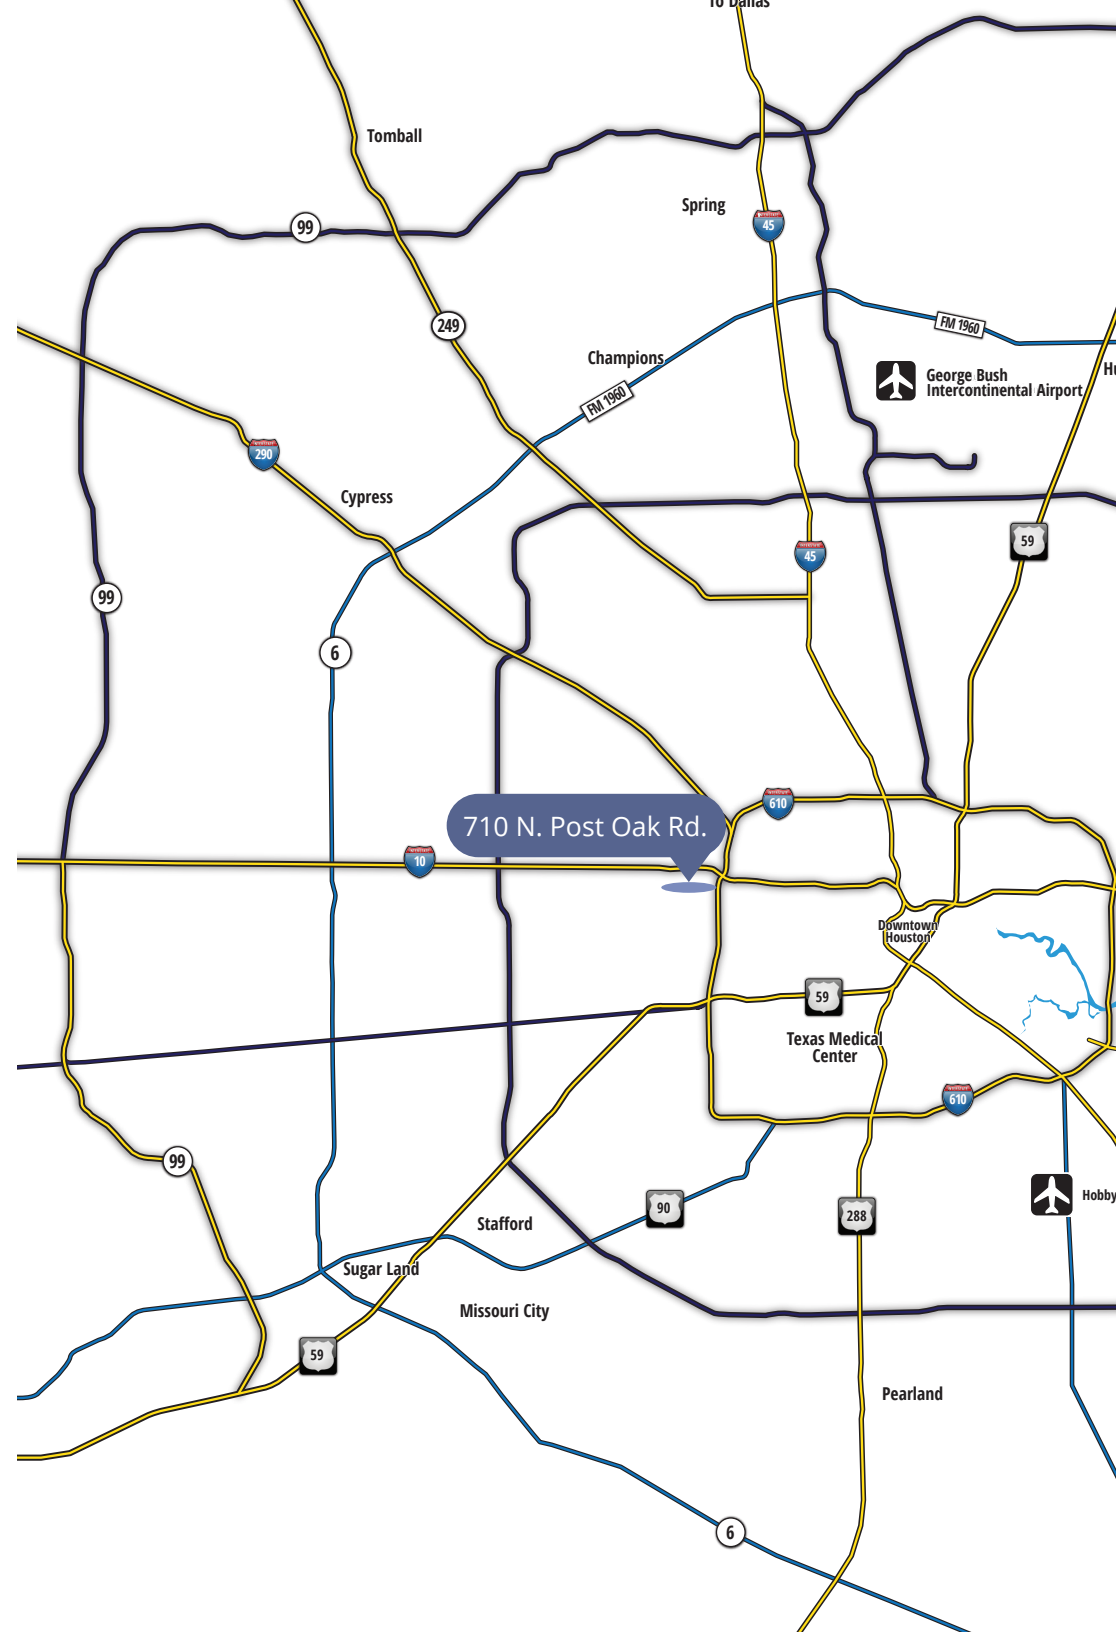 To Dallas
Tomball
Spring
99
45
249
FM 1960
Champions
George Bush
Intercontinental Airport
Hu
FM 1960
290
Cypress
59
45
99
6
610
710 N. Post Oak Rd.
10
Downtown
Houston
59
Texas Medical
Center
610
99
90
Hobby
288
Stafford
Sugar Land
Missouri City
59
Pearland
6